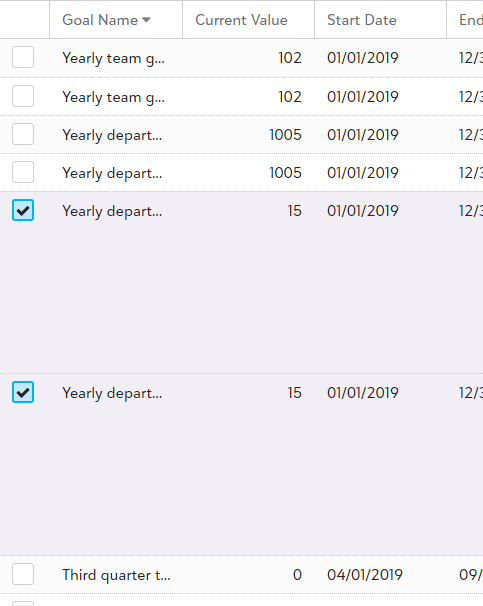 Goal Name Current Value Start Date End
Yearly team g... 102 01/01/2019 12/3
Yearly team g... 102 01/01/2019 12/3
Yearly depart... 1005 01/01/2019 12/3
Yearly depart... 1005 01/01/2019 12/3
Yearly depart... 15 01/01/2019 12/3
Yearly depart... 15 01/01/2019 12/3
Third quarter t... 0 04/01/2019 09/